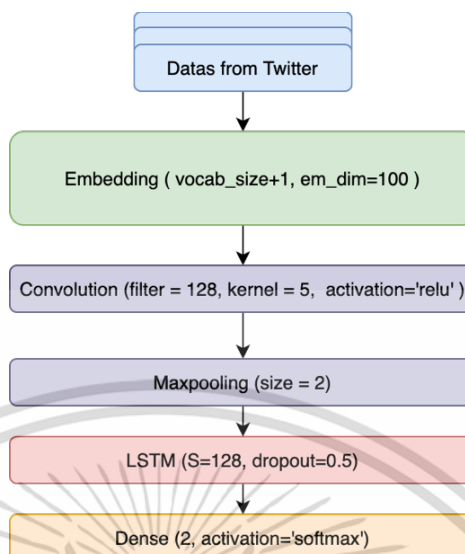 Datas from Twitter
Embedding ( vocab_size+1, em_dim=100 )
Convolution (filter = 128, kernel = 5, activation='relu' )
Maxpooling (size = 2)
LSTM (S=128, dropout=0.5)
Dense (2, activation='softmax')